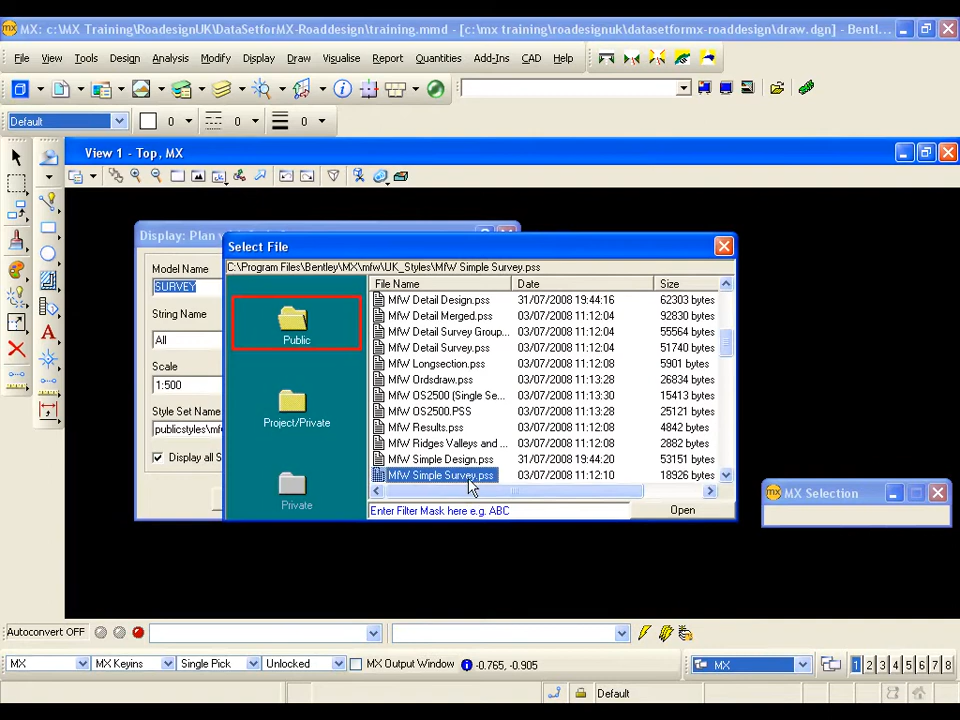 MX: c:\MX Training\RoadesignUK\DataSetforMX-Roaddesign\training.mmd - [c:\mx training\roadesignuk\datasetformx-roaddesign\draw.dgn] - Bentl...
File View Tools Design Analysis Modify Display Draw Visualise Report Quantities Add-Ins CAD Help
Default 0 0 0
View 1 - Top, MX
Display: Plan
Select File
C:\Program Files\Bentley\MX\mfw\UK_Styles\MfW Simple Survey.pss
Model Name
SURVEY
String Name
All
Scale
1:500
Style Set Name
publicstyles\mf
Display all S
Public
Project/Private
Private
File Name Date Size
MfW Detail Design.pss 31/07/2008 19:44:16 62303 bytes
MfW Detail Merged.pss 03/07/2008 11:12:04 92830 bytes
MfW Detail Survey Group... 03/07/2008 11:12:04 55564 bytes
MfW Detail Survey.pss 03/07/2008 11:12:04 51740 bytes
MfW Longsection.pss 03/07/2008 11:12:08 5901 bytes
MfW Ordsdraw.pss 03/07/2008 11:13:28 26834 bytes
MfW OS2500 (Single Se... 03/07/2008 11:13:30 15413 bytes
MfW OS2500.PSS 03/07/2008 11:13:28 25121 bytes
MfW Results.pss 03/07/2008 11:12:08 4842 bytes
MfW Ridges Valleys and ... 03/07/2008 11:12:08 2882 bytes
MfW Simple Design.pss 31/07/2008 19:44:20 53151 bytes
MfW Simple Survey.pss 03/07/2008 11:12:10 18926 bytes
Enter Filter Mask here e.g. ABC Open
MX Selection
Autoconvert OFF
MX MX Keyins Single Pick Unlocked MX Output Window -0.765, -0.905 MX 1 2 3 4 5 6 7 8
Default